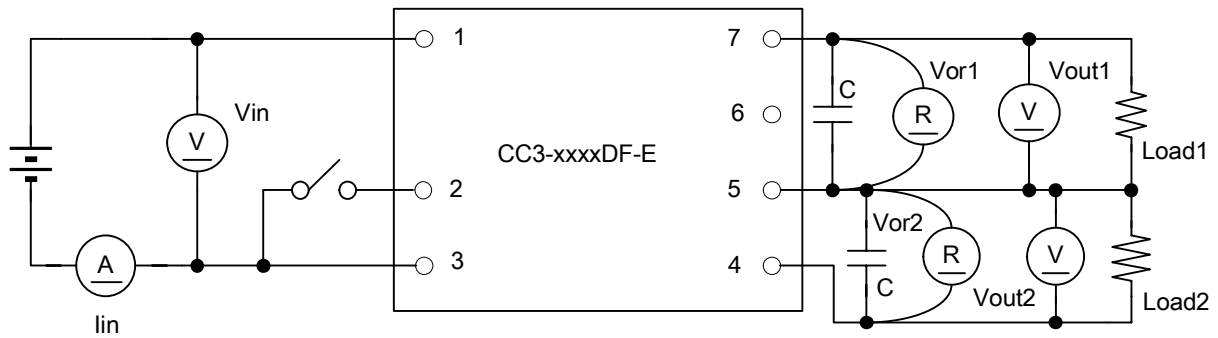 1
7
Vin
V
C
Vor1
R
Vout1
V
6
CC3-xxxxDF-E
Load1
2
5
Vor2
3
4
A
Iin
C
R
Vout2
V
Load2